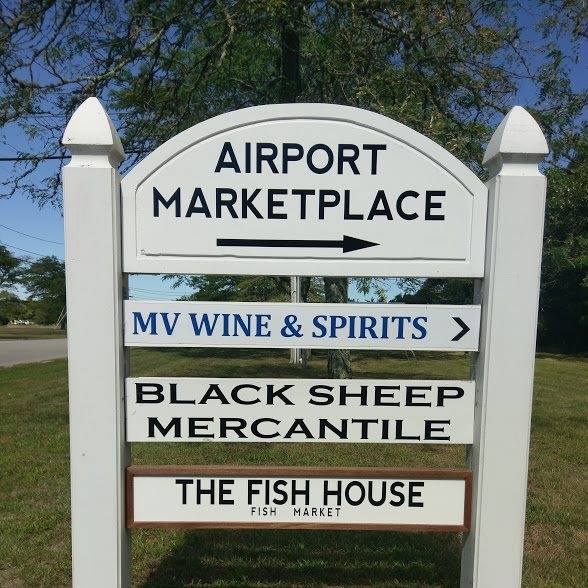 AIRPORT
MARKETPLACE
MV WINE & SPIRITS >
BLACK SHEEP
MERCANTILE
THE FISH HOUSE
FISH MARKET